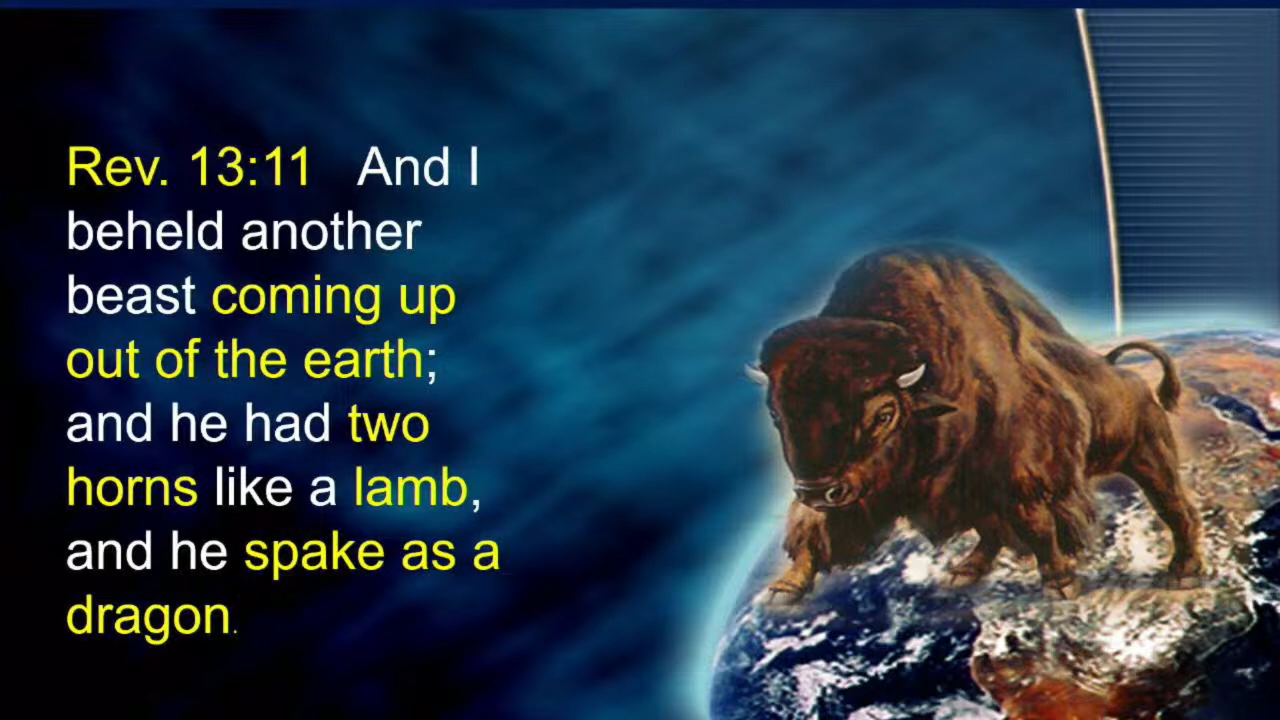 Rev. 13:11 And I
beheld another
beast coming up
out of the earth;
and he had two
horns like a lamb,
and he spake as a
dragon.